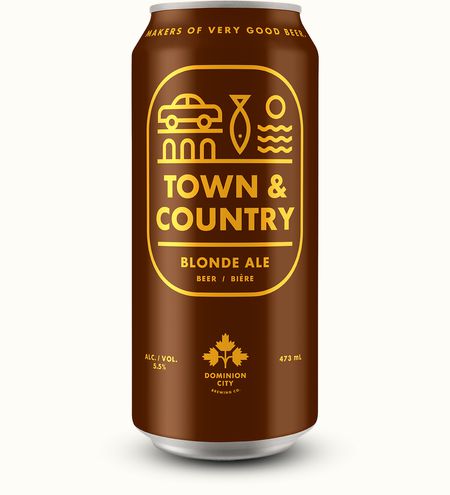 MAKERS OF VERY GOOD BEER.
TOWN &
COUNTRY
BLONDE ALE
BEER / BIÈRE
ALC./VOL.
5.5%
473 mL
DOMINION
CITY
BREWING CO.